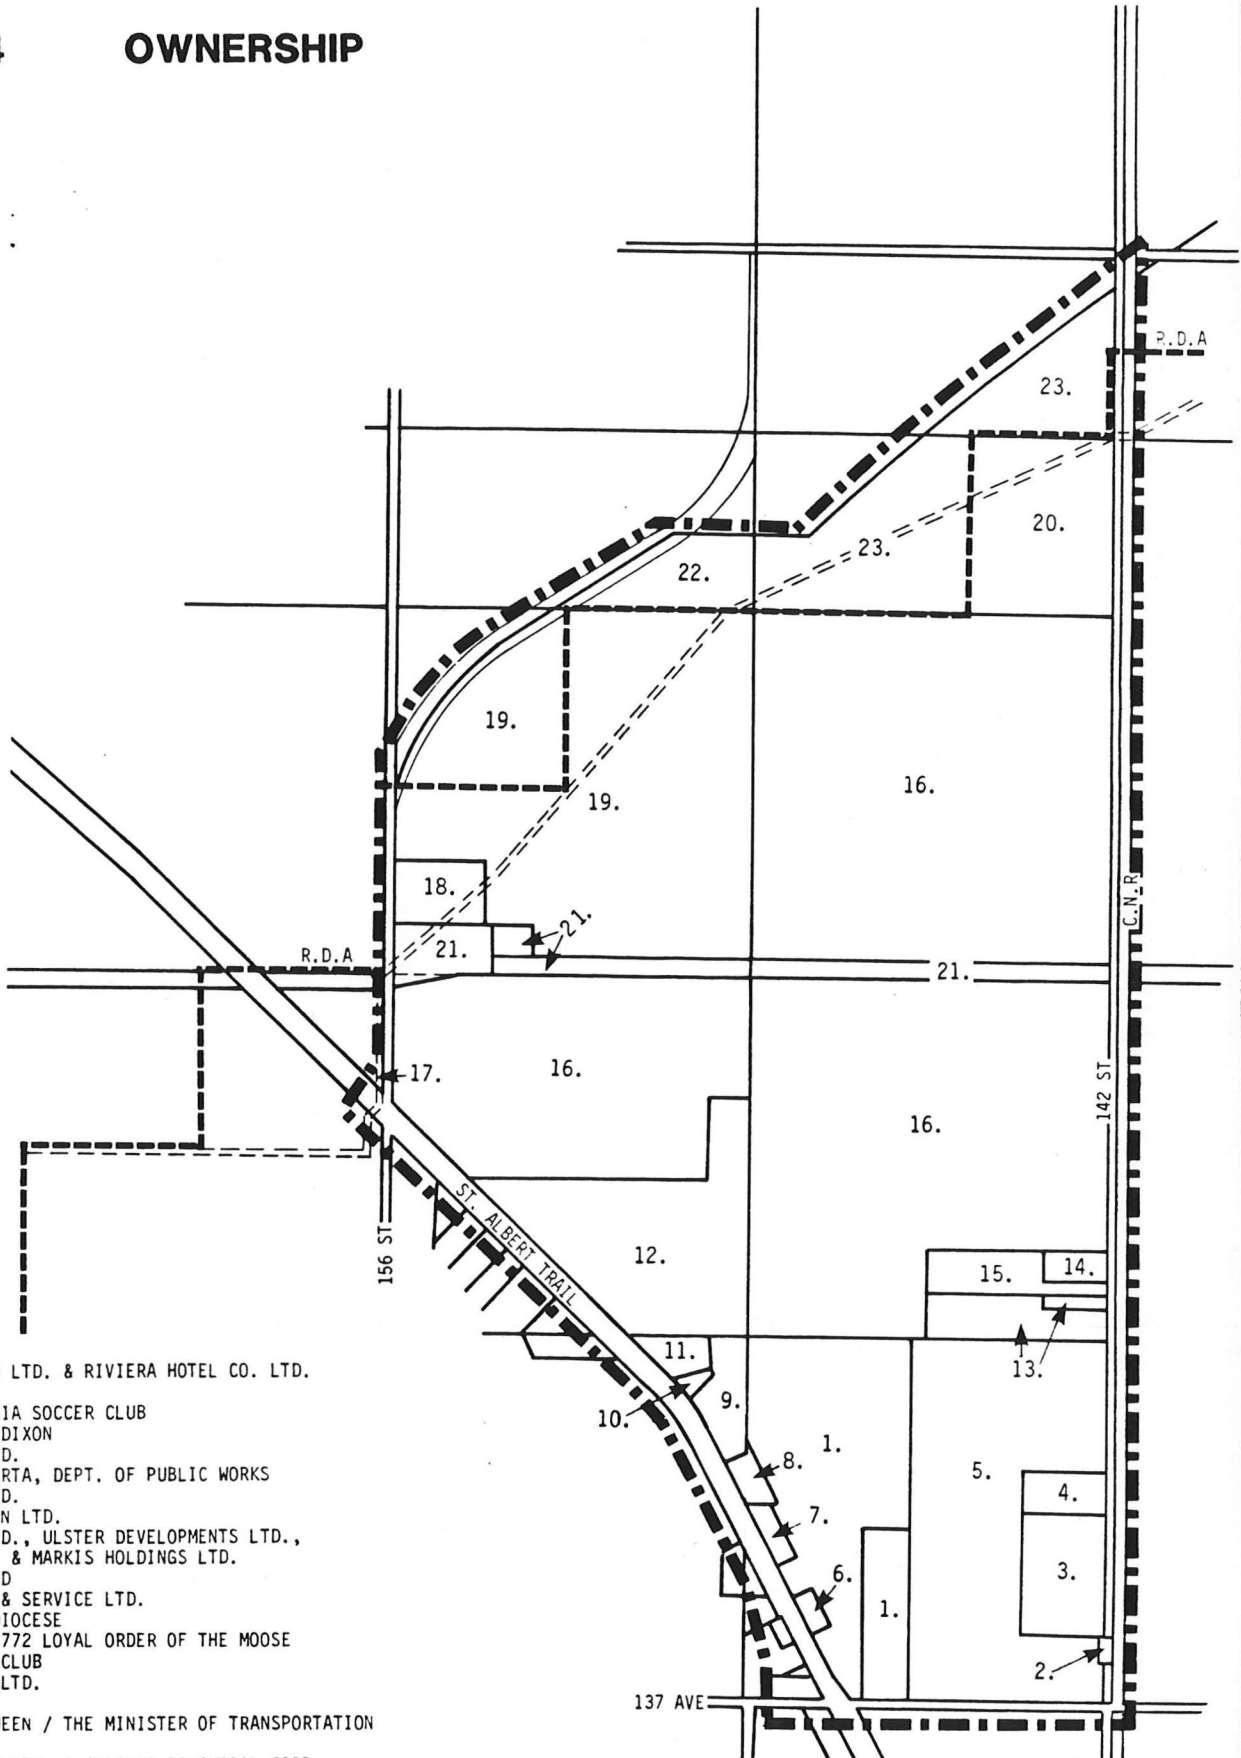 4 OWNERSHIP
R.D.A
23.
20.
23.
22.
19.
16.
19.
C.N.R
18.
21.
21.
R.D.A
21.
17.
16.
142 ST
16.
ST. ALBERT TRAIL
156 ST
12.
15.
14.
13.
11.
10.
9.
1.
8.
5.
4.
7.
6.
3.
1.
2.
137 AVE
LTD. & RIVIERA HOTEL CO. LTD.
IA SOCCER CLUB
DIXON
D.
RTA, DEPT. OF PUBLIC WORKS
D.
N LTD.
D., ULSTER DEVELOPMENTS LTD.,
& MARKIS HOLDINGS LTD.
D
& SERVICE LTD.
IOCESE
772 LOYAL ORDER OF THE MOOSE
CLUB
LTD.
EEN / THE MINISTER OF TRANSPORTATION